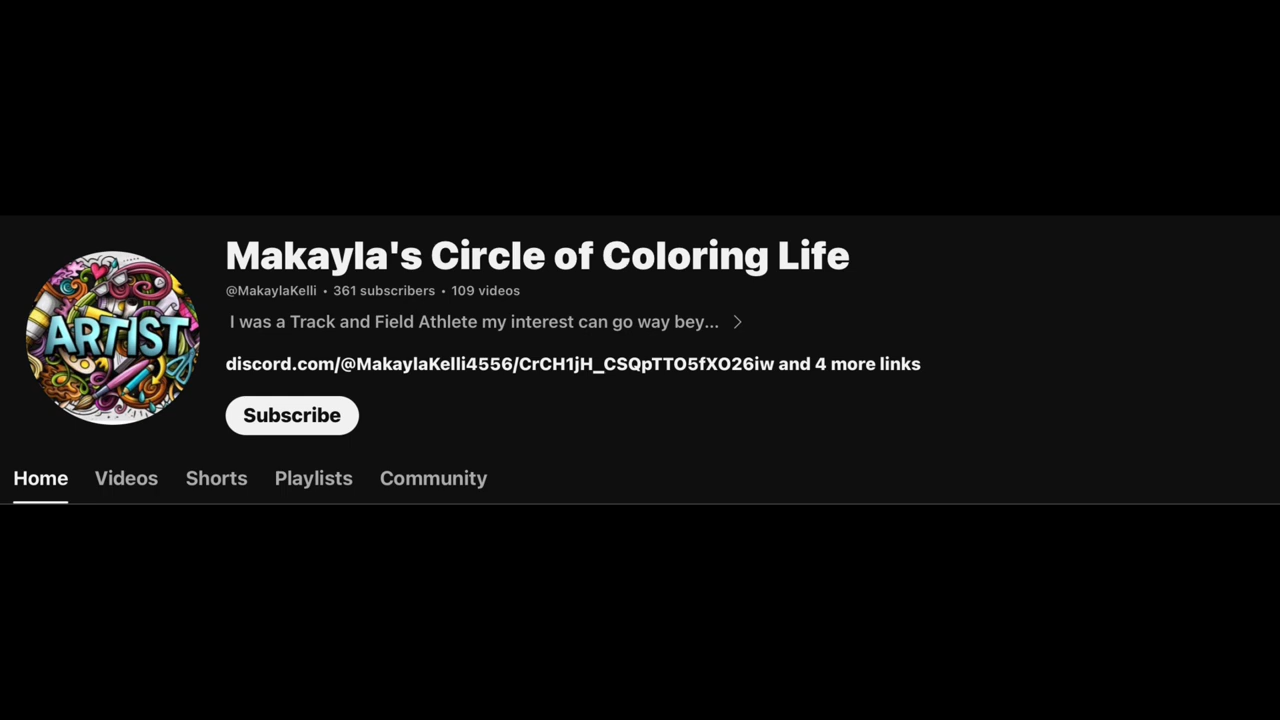 Makayla's Circle of Coloring Life
@MakaylaKelli • 361 subscribers • 109 videos
I was a Track and Field Athlete my interest can go way bey...
discord.com/@MakaylaKelli4556/CrCH1jH_CSQpTTO5fXO26iw and 4 more links
ARTIST
Subscribe
Home Videos Shorts Playlists Community